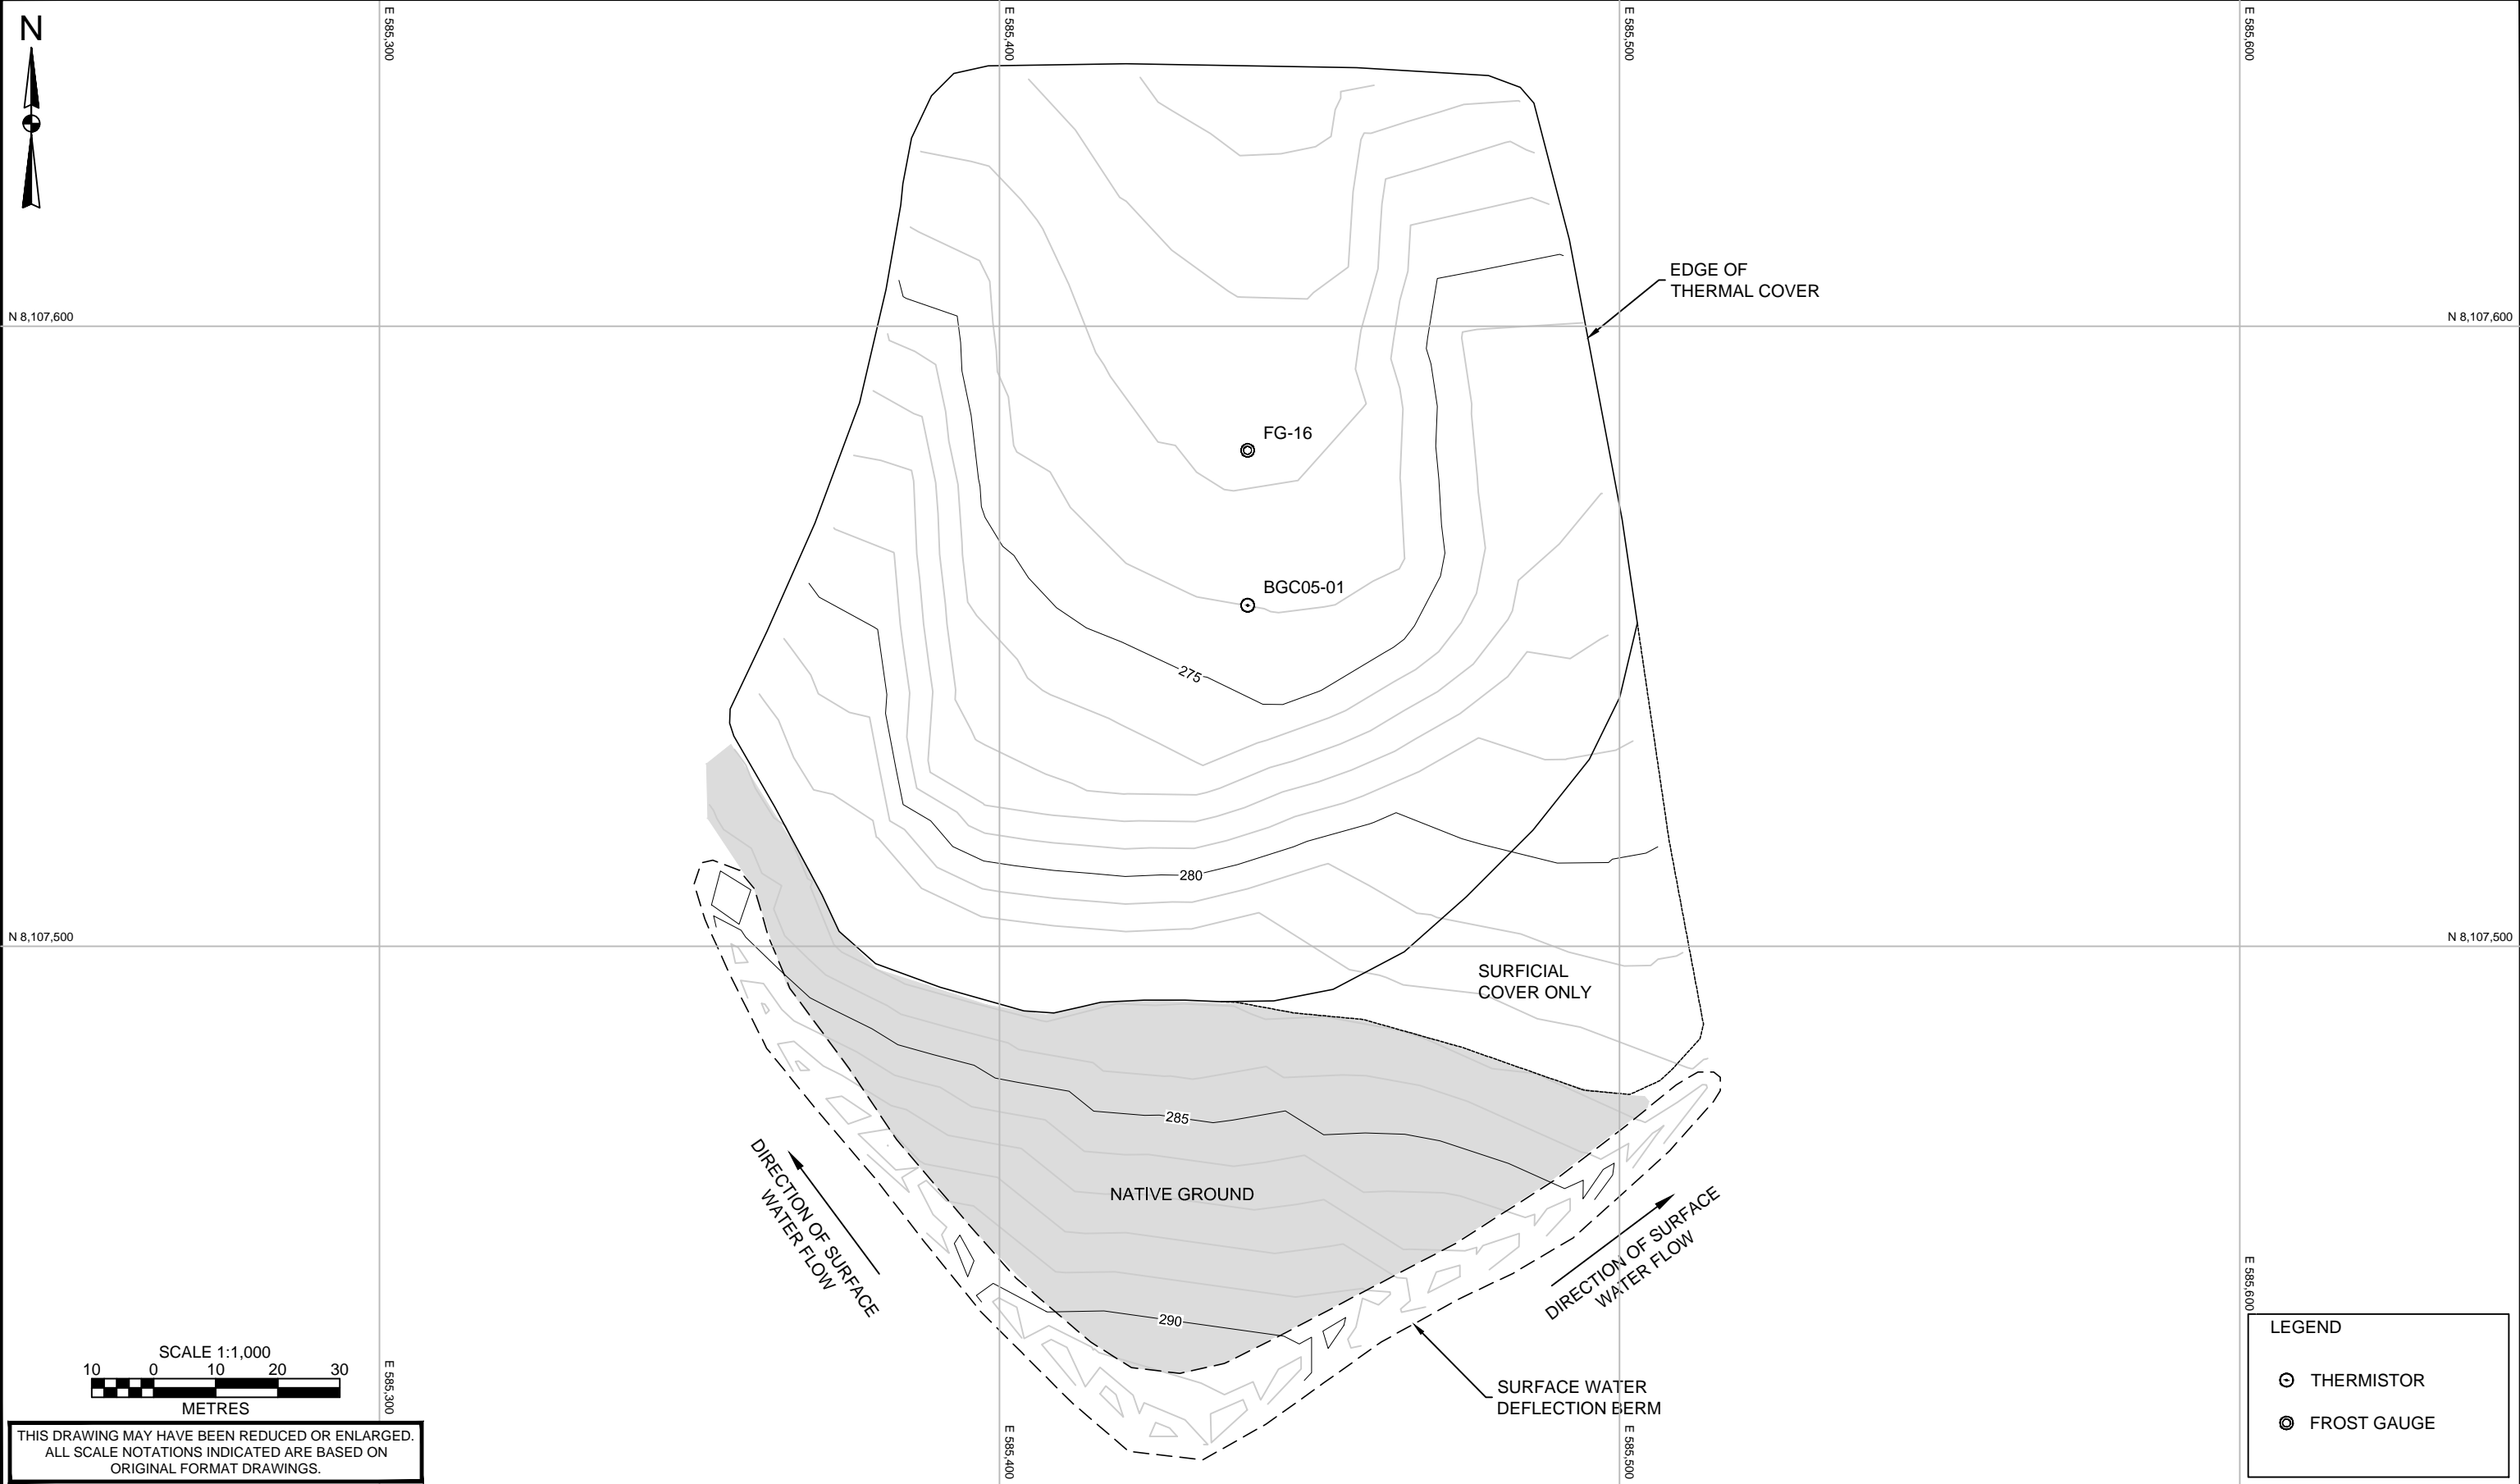 N
E 585,300
E 585,400
E 585,500
E 585,600
EDGE OF
THERMAL COVER
N 8,107,600
N 8,107,600
FG-16
BGC05-01
275
280
N 8,107,500
N 8,107,500
SURFICIAL
COVER ONLY
285
NATIVE GROUND
DIRECTION OF SURFACE
WATER FLOW
DIRECTION OF SURFACE
WATER FLOW
290
SURFACE WATER
DEFLECTION BERM
SCALE 1:1,000
10 0 10 20 30
METRES
THIS DRAWING MAY HAVE BEEN REDUCED OR ENLARGED.
ALL SCALE NOTATIONS INDICATED ARE BASED ON
ORIGINAL FORMAT DRAWINGS.
E 585,300
E 585,400
E 585,500
E 585,600
LEGEND
THERMISTOR
FROST GAUGE